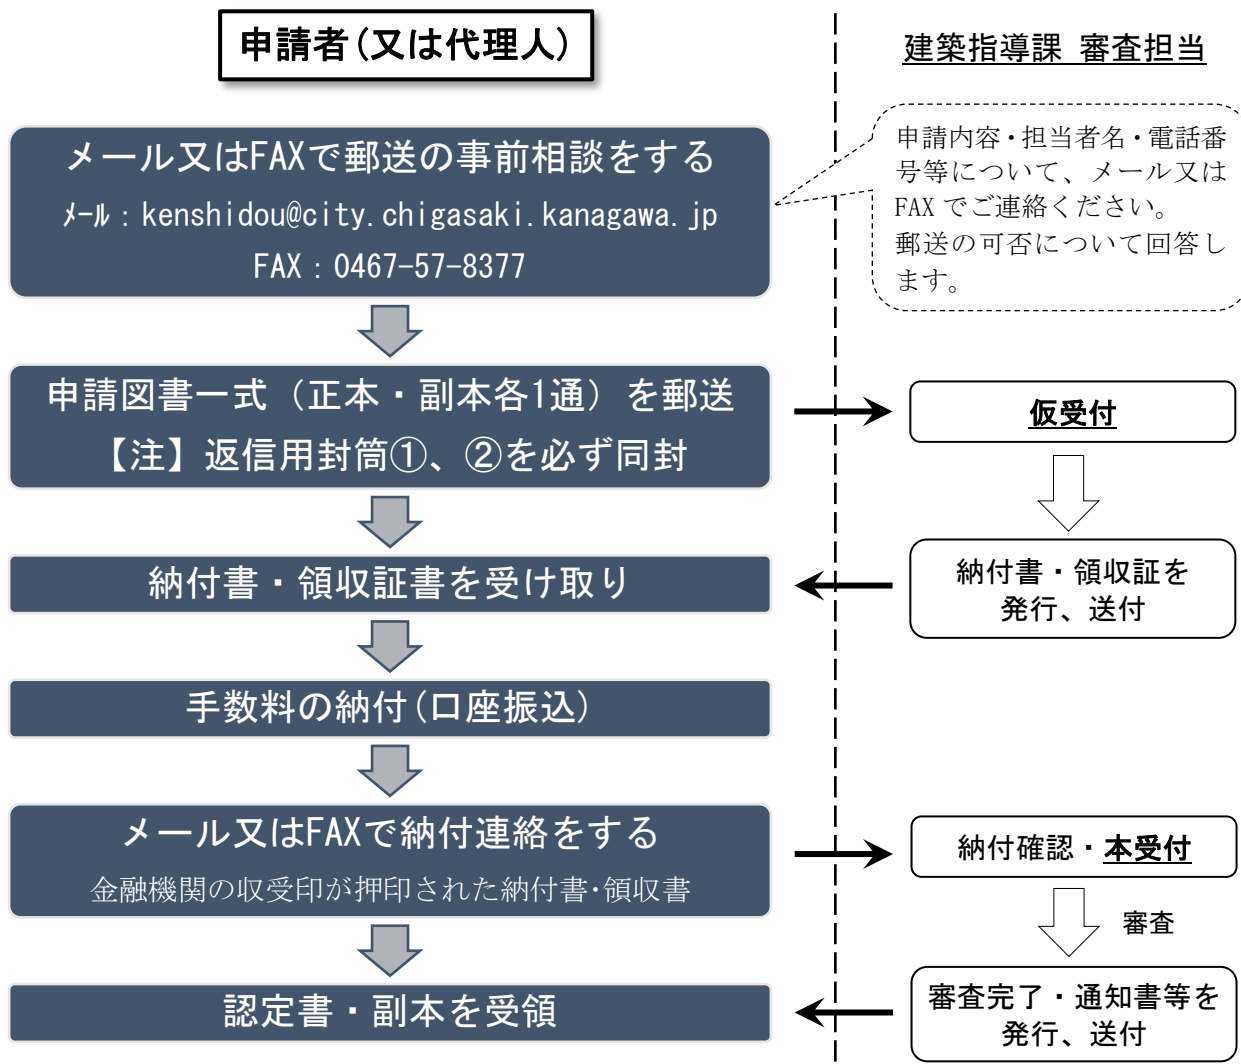 申請者(又は代理人)
建築指導課 審査担当
メール又はFAXで郵送の事前相談をする
ﾒｰﾙ：kenshidou@city.chigasaki.kanagawa.jp
FAX：0467-57-8377
申請内容・担当者名・電話番
号等について、メール又は
FAX でご連絡ください。
郵送の可否について回答し
ます。
申請図書一式（正本・副本各1通）を郵送
【注】返信用封筒①、②を必ず同封
仮受付
納付書・領収証書を受け取り
納付書・領収証を
発行、送付
手数料の納付(口座振込)
メール又はFAXで納付連絡をする
金融機関の収受印が押印された納付書・領収書
納付確認・本受付
審査
認定書・副本を受領
審査完了・通知書等を
発行、送付